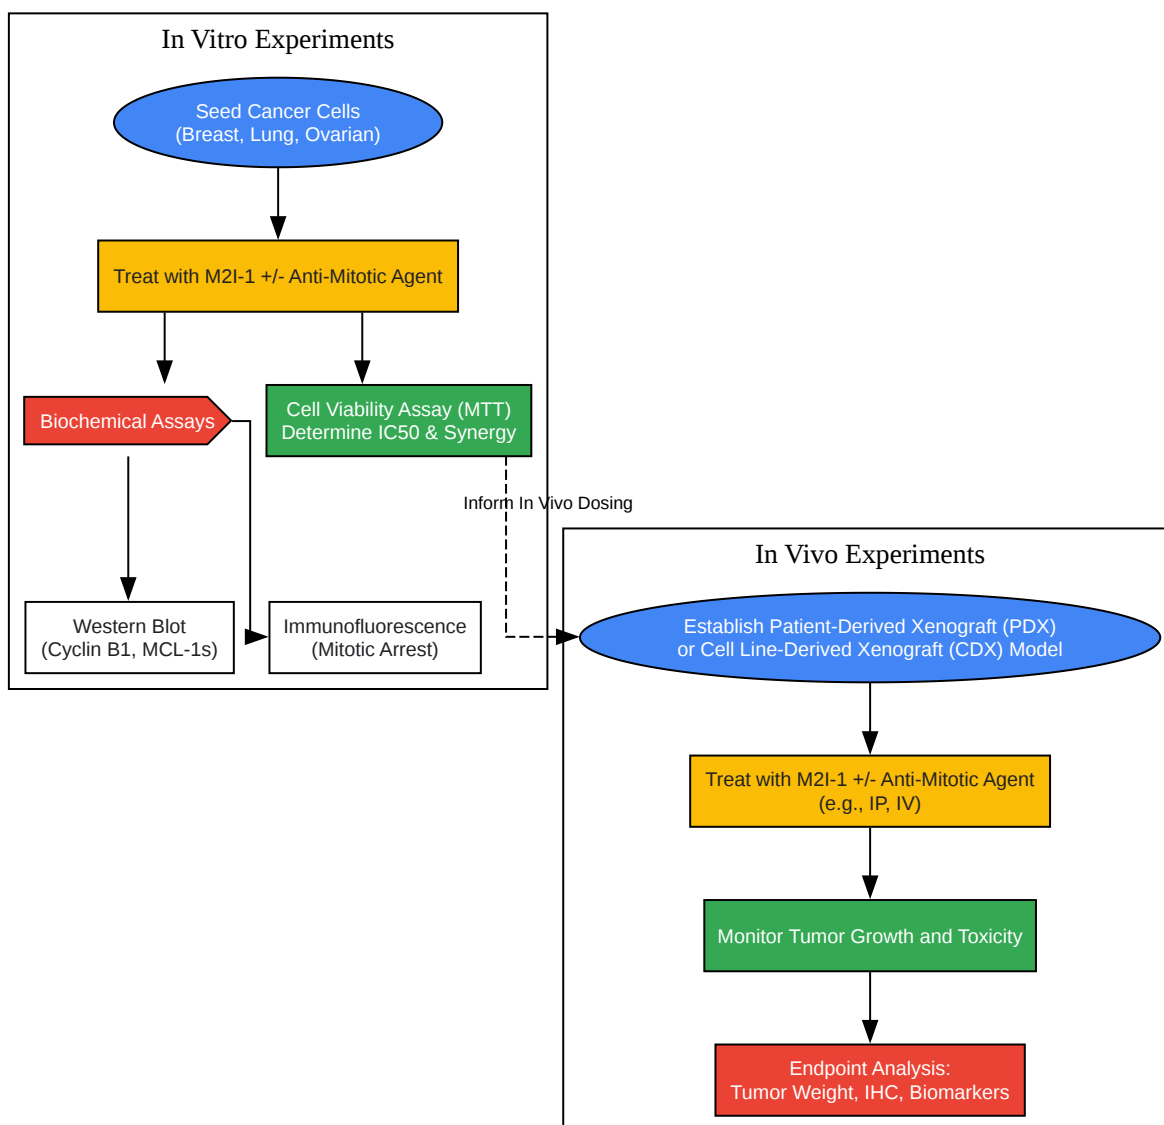 In Vitro Experiments
Seed Cancer Cells
(Breast, Lung, Ovarian)
Treat with M2I-1 +/- Anti-Mitotic Agent
Biochemical Assays
Cell Viability Assay (MTT)
Determine IC50 & Synergy
Inform In Vivo Dosing
Western Blot
(Cyclin B1, MCL-1s)
Immunofluorescence
(Mitotic Arrest)
In Vivo Experiments
Establish Patient-Derived Xenograft (PDX)
or Cell Line-Derived Xenograft (CDX) Model
Treat with M2I-1 +/- Anti-Mitotic Agent
(e.g., IP, IV)
Monitor Tumor Growth and Toxicity
Endpoint Analysis:
Tumor Weight, IHC, Biomarkers